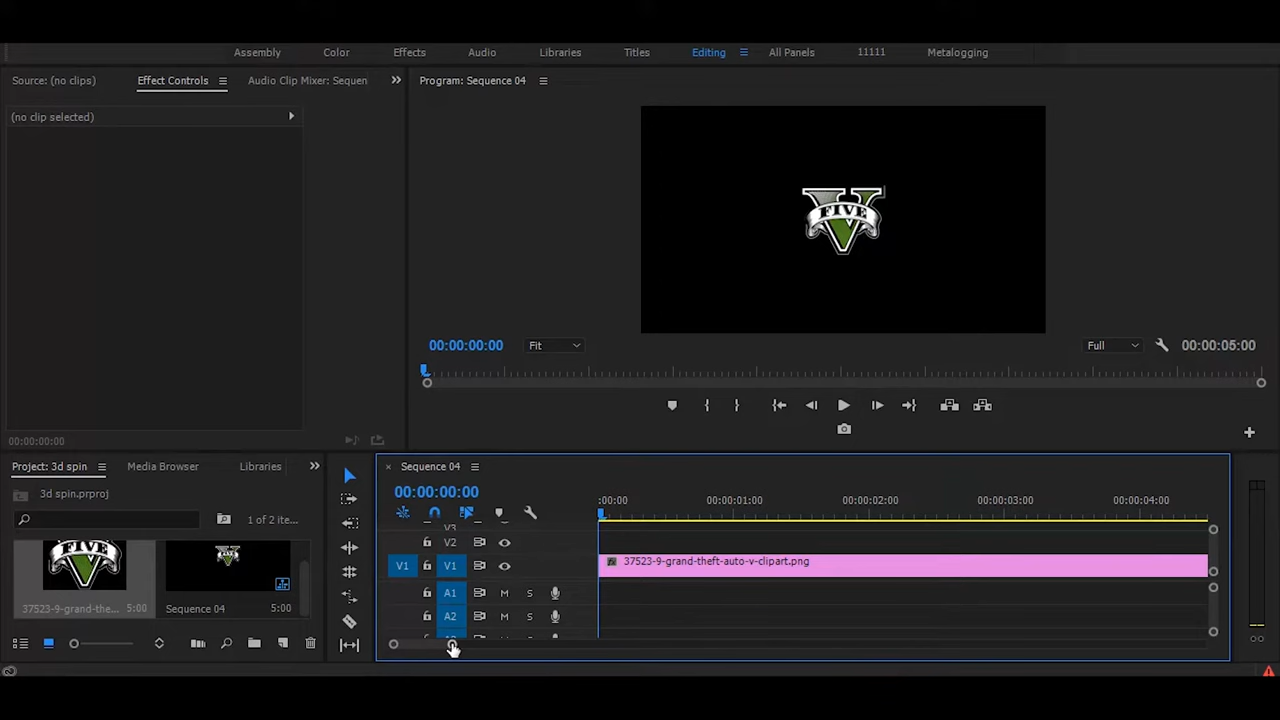 Assembly Color Effects Audio Libraries Titles Editing All Panels 11111 Metalogging
Source: (no clips) Effect Controls Audio Clip Mixer: Sequen
Program: Sequence 04
(no clip selected)
FIVE
00:00:00:00 Fit Full 00:00:05:00
00:00:00:00
Project: 3d spin Media Browser Libraries
3d spin.prproj
1 of 2 ite...
FIVE
37523-9-grand-the... 5:00 Sequence 04 5:00
Sequence 04
00:00:00:00
:00:00 00:00:01:00 00:00:02:00 00:00:03:00 00:00:04:00
V3
V2
V1 V1 37523-9-grand-theft-auto-v-clipart.png
A1 M S
A2 M S